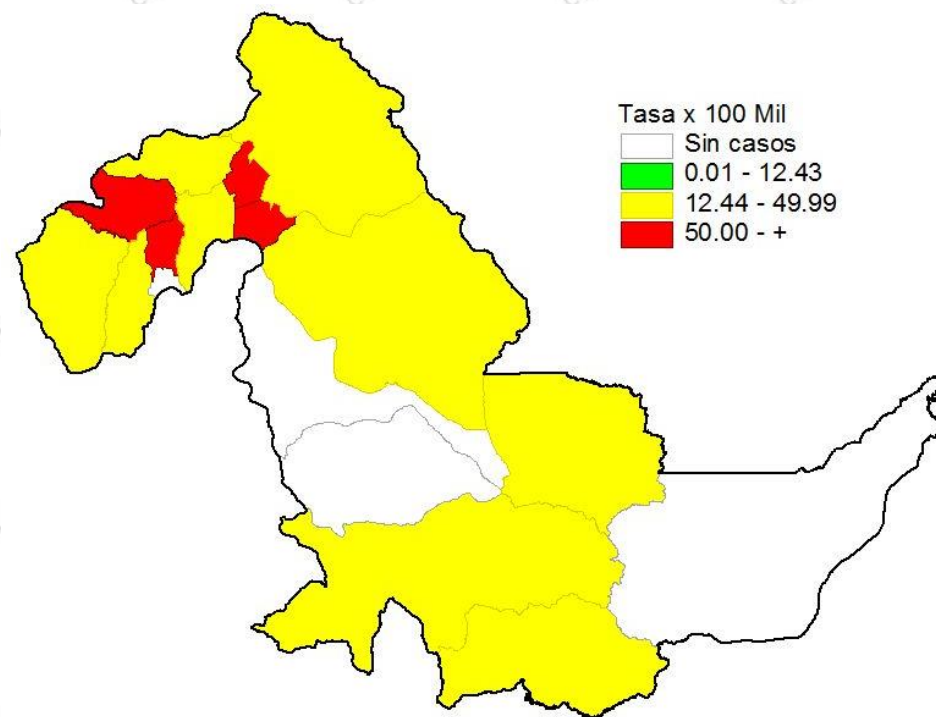 Tasa x 100 Mil
Sin casos
0.01 - 12.43
12.44 - 49.99
50.00 - +